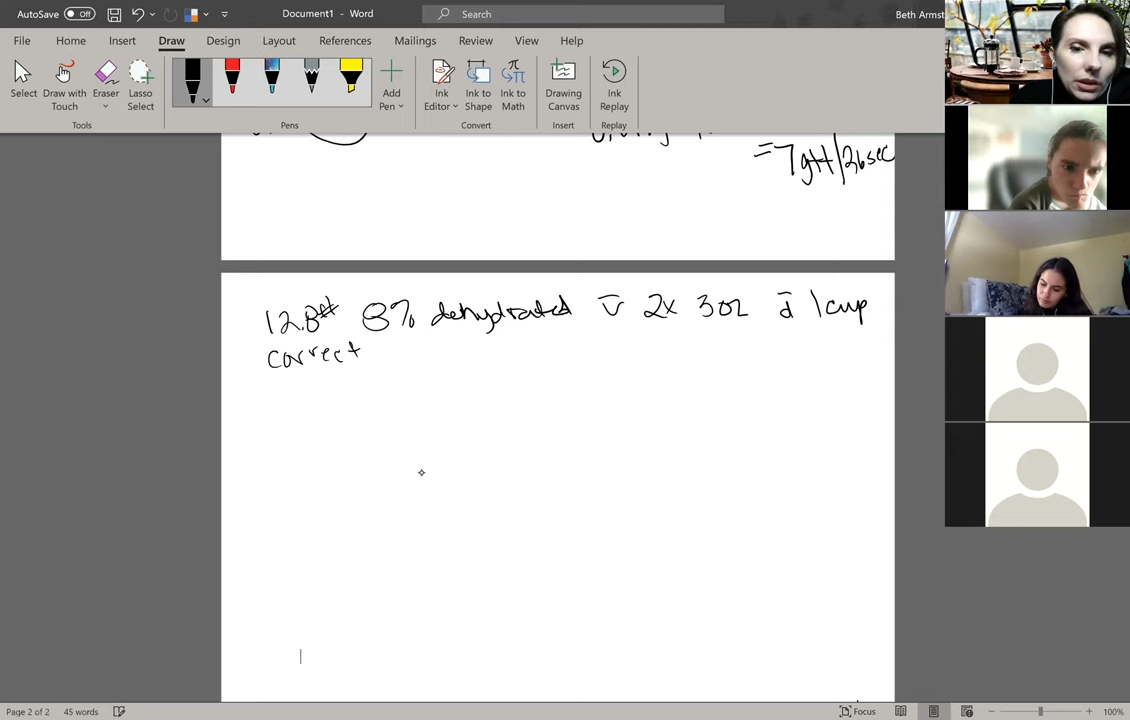 AutoSave Off Document1 - Word Search Beth Armst
File Home Insert Draw Design Layout References Mailings Review View Help
Select Draw with Touch Eraser Lasso Select Add Pen Ink Editor Ink to Shape Ink to Math Drawing Canvas Ink Replay
Tools Pens Convert Insert Replay
=7gtt/26sec
12.8# 8% dehydrated v̄ 2x 3oz d̄ 1cup
correct
Page 2 of 2 45 words Focus 100%